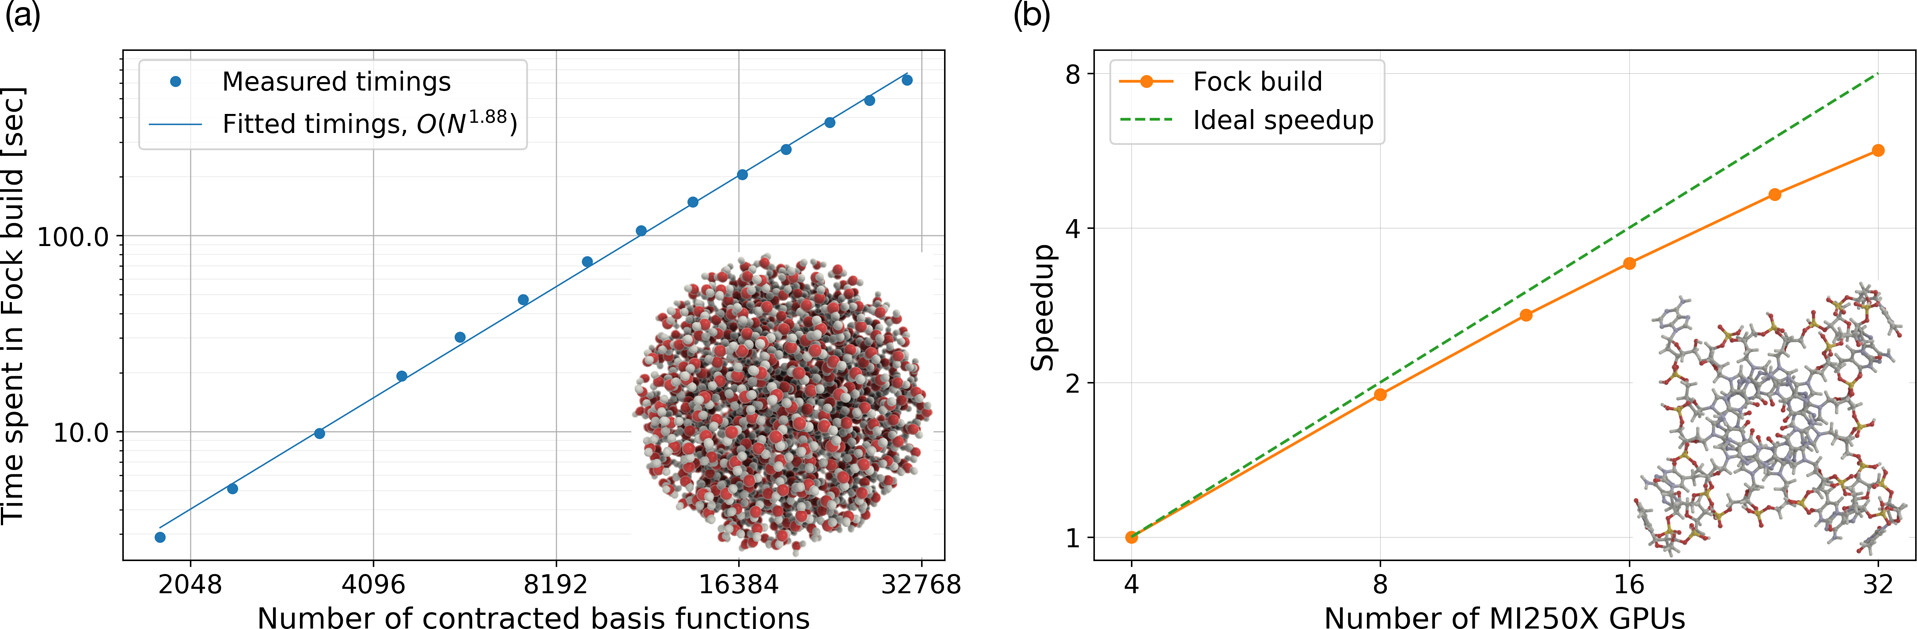 (a)
Time spent in Fock build [sec]
100.0
10.0
Measured timings
Fitted timings, O(N^1.88)
2048 4096 8192 16384 32768
Number of contracted basis functions
(b)
Speedup
8
4
2
1
Fock build
Ideal speedup
4 8 16 32
Number of MI250X GPUs